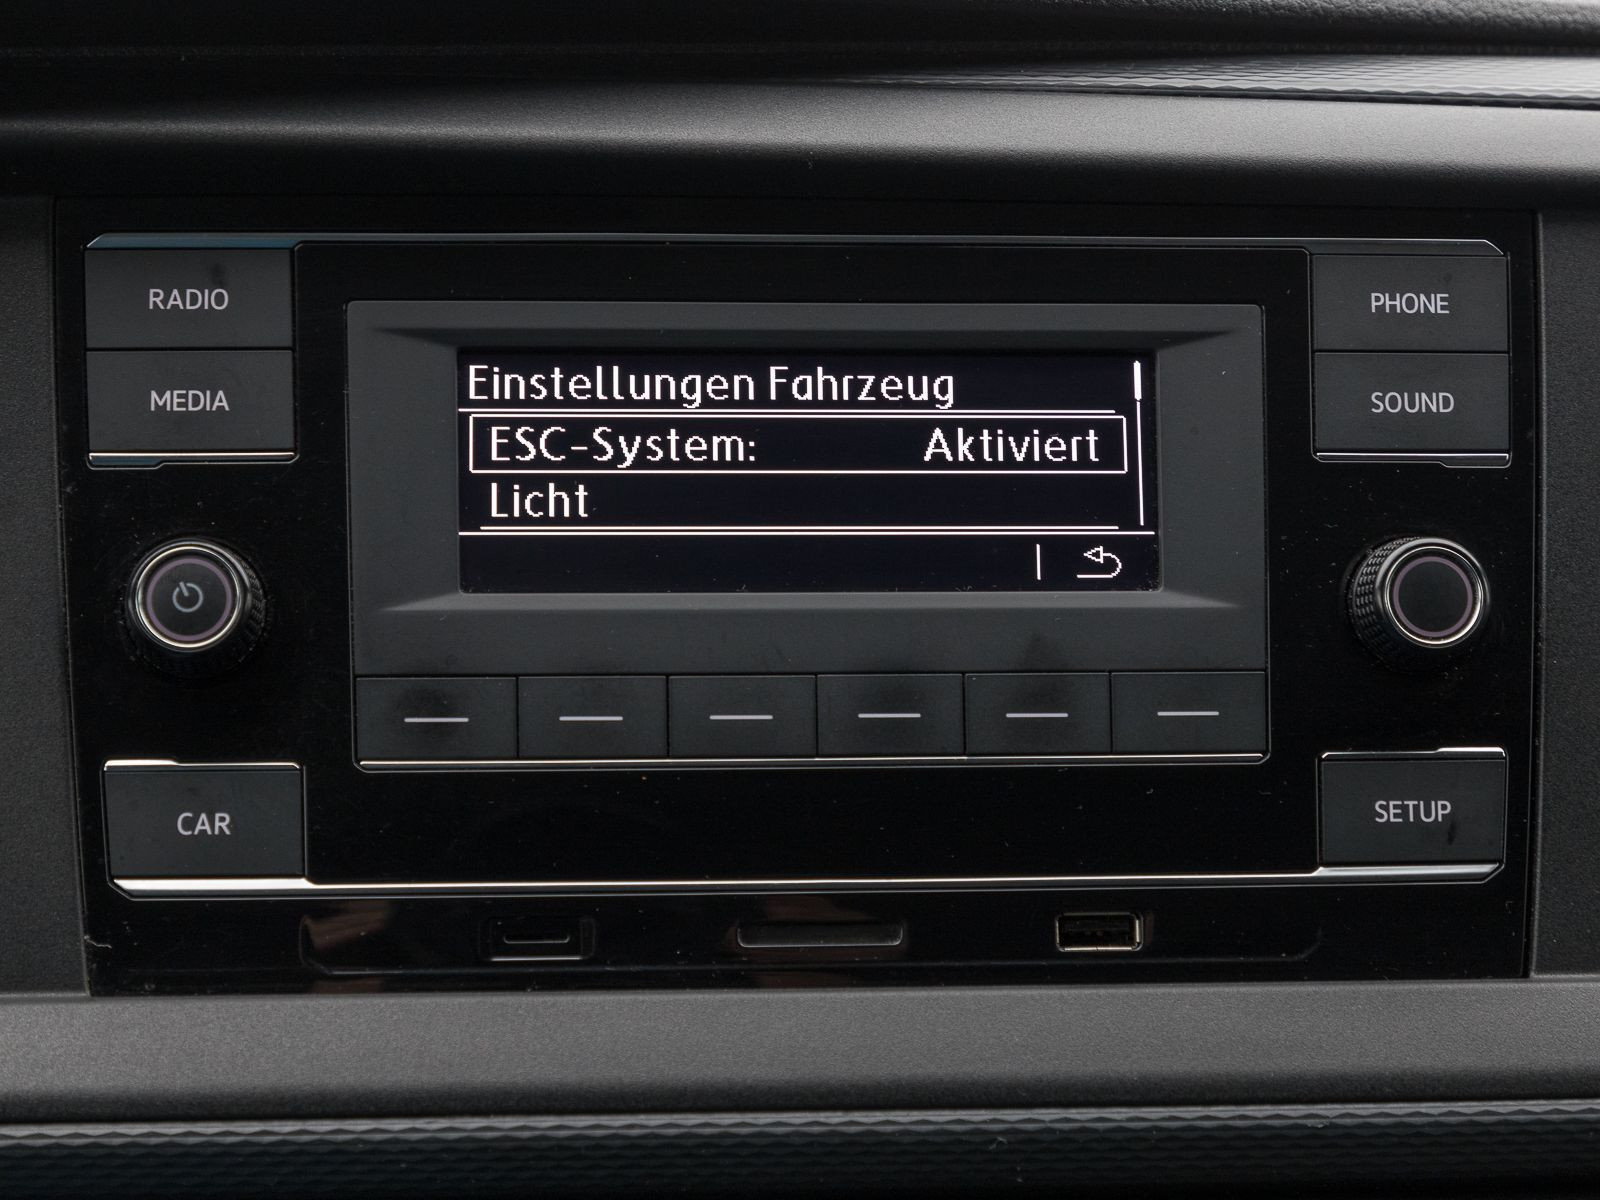 RADIO
PHONE
MEDIA
SOUND
Einstellungen Fahrzeug
ESC-System: Aktiviert
Licht
CAR
SETUP